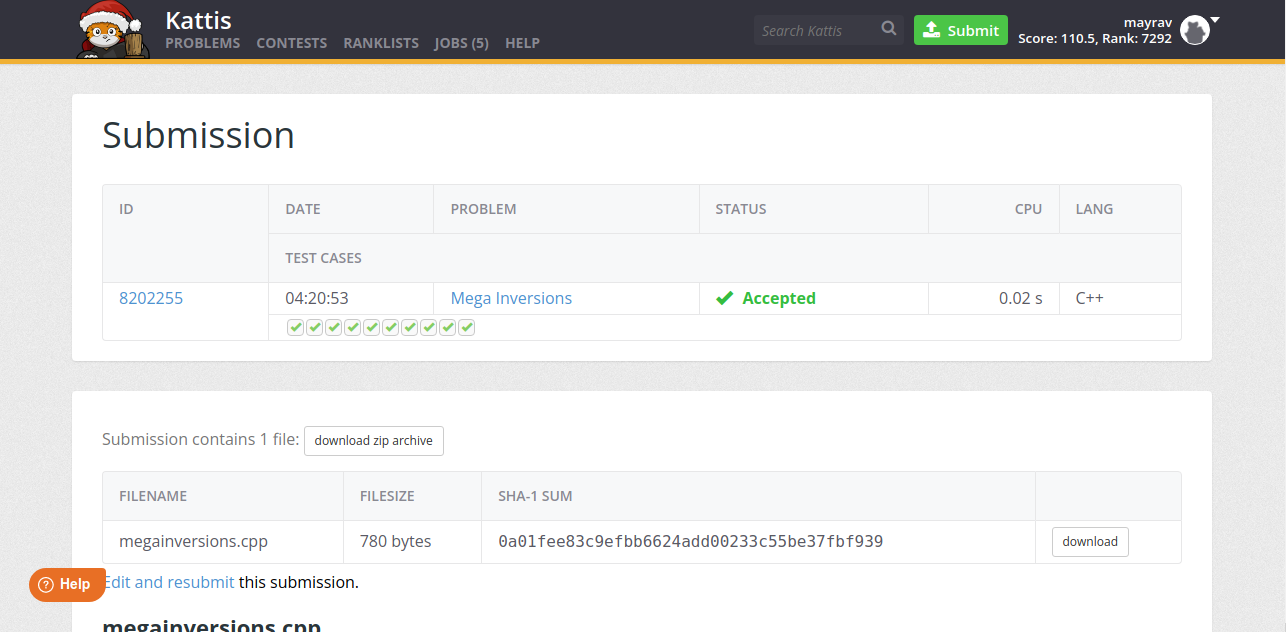 Kattis
PROBLEMS CONTESTS RANKLISTS JOBS (5) HELP
Search Kattis
Submit
mayrav
Score: 110.5, Rank: 7292
Submission
ID DATE PROBLEM STATUS CPU LANG
TEST CASES
8202255 04:20:53 Mega Inversions Accepted 0.02 s C++
Submission contains 1 file: download zip archive
FILENAME FILESIZE SHA-1 SUM
megainversions.cpp 780 bytes 0a01fee83c9efbb6624add00233c55be37fbf939 download
Edit and resubmit this submission.
Help
megainversions.cpp